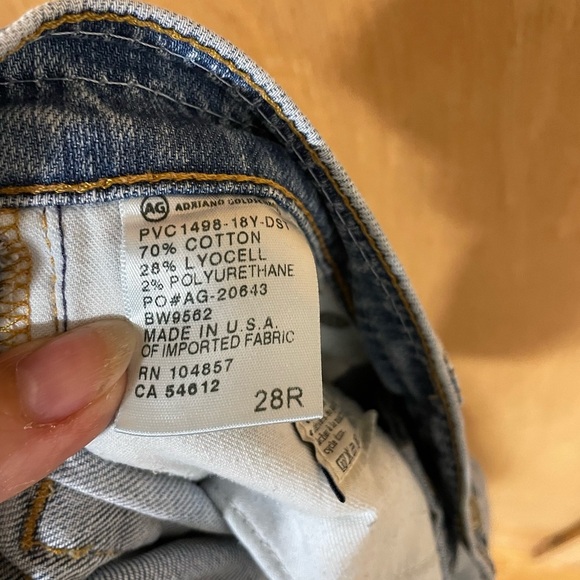 AG ADRIANO
PVC1498-18Y-DST
70% COTTON
28% LYOCELL
2% POLYURETHANE
PO#AG-20643
BW9562
MADE IN U.S.A.
OF IMPORTED FABRIC
RN 104857
CA 54612
28R